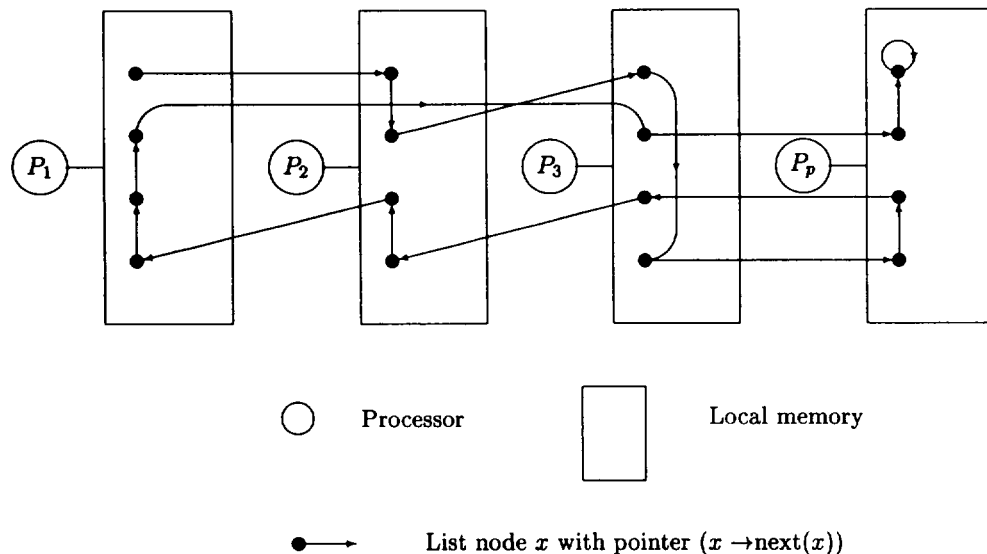 P₁
P₂
P₃
Pₚ
Processor
Local memory
List node x with pointer (x →next(x))